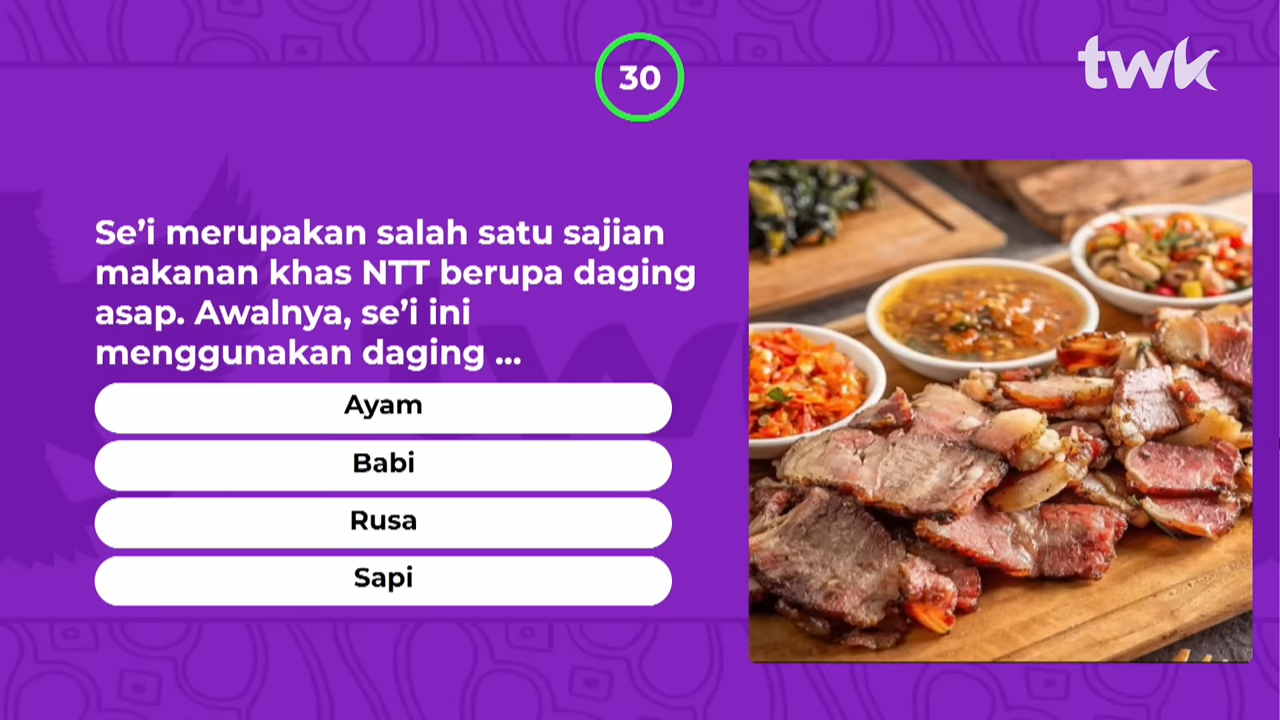 30
twk
Se’i merupakan salah satu sajian
makanan khas NTT berupa daging
asap. Awalnya, se’i ini
menggunakan daging ...
Ayam
Babi
Rusa
Sapi